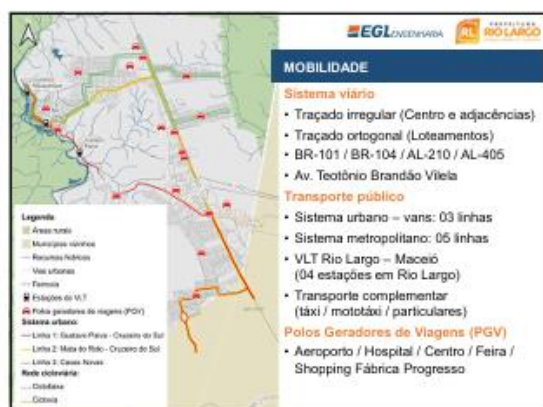 EGL ENGENHARIA
PREFEITURA
RL RIO LARGO
MOBILIDADE
Sistema viário
• Traçado irregular (Centro e adjacências)
• Traçado ortogonal (Loteamentos)
• BR-101 / BR-104 / AL-210 / AL-405
• Av. Teotônio Brandão Vilela
Transporte público
• Sistema urbano – vans: 03 linhas
• Sistema metropolitano: 05 linhas
• VLT Rio Largo – Maceió
(04 estações em Rio Largo)
• Transporte complementar
(táxi / mototáxi / particulares)
Polos Geradores de Viagens (PGV)
• Aeroporto / Hospital / Centro / Feira /
Shopping Fábrica Progresso
Legenda
Áreas rurais
Municípios vizinhos
Recursos hídricos
Vias urbanas
Ferrovia
Estações do VLT
Polos geradores de viagens (PGV)
Sistema urbano:
Linha 1: Gustavo Paiva - Cruzeiro do Sul
Linha 2: Mata do Rolo - Cruzeiro do Sul
Linha 3: Casas Novas
Rede cicloviária:
Ciclofaixa
Ciclovia